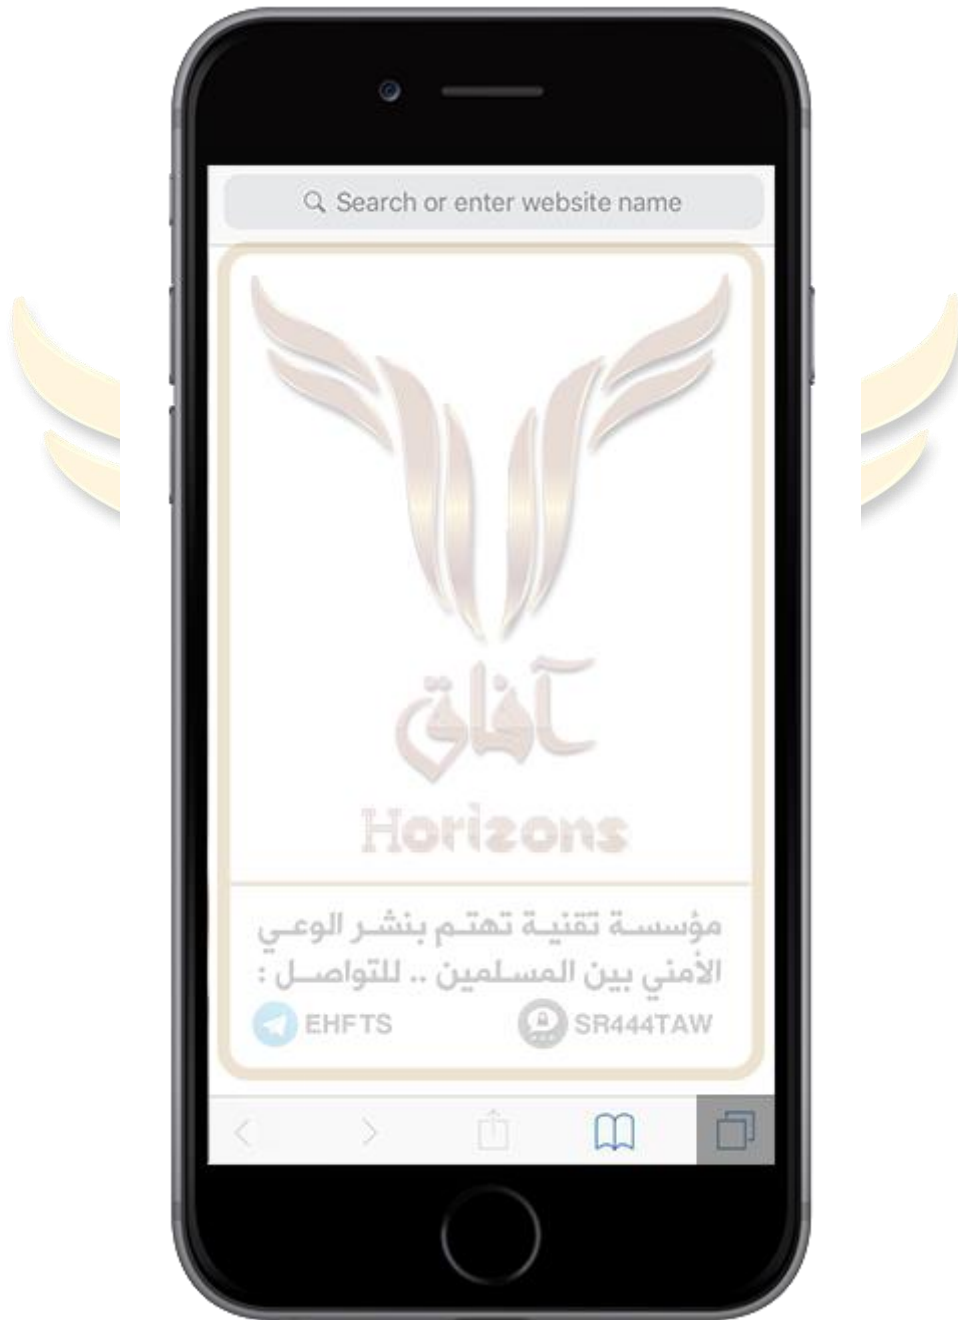 Search or enter website name
آفاق
Horizons
مؤسسة تقنية تهتم بنشر الوعي
الأمني بين المسلمين .. للتواصل :
EHFTS SR444TAW